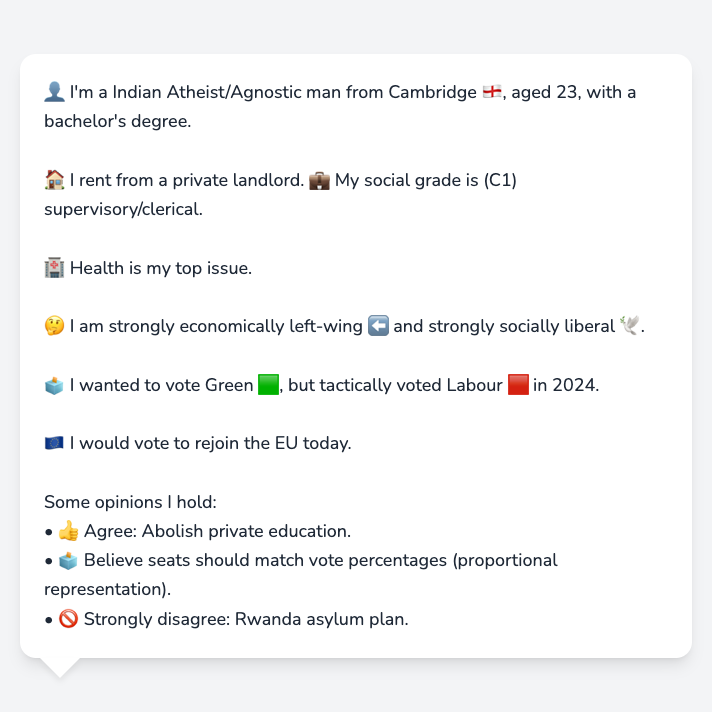 👤 I'm a Indian Atheist/Agnostic man from Cambridge 🏴󠁧󠁢󠁥󠁮󠁧󠁿, aged 23, with a
bachelor's degree.
🏠 I rent from a private landlord. 💼 My social grade is (C1)
supervisory/clerical.
🏥 Health is my top issue.
🤔 I am strongly economically left-wing ⬅️ and strongly socially liberal 🕊️.
🗳️ I wanted to vote Green 🟩, but tactically voted Labour 🟥 in 2024.
🇪🇺 I would vote to rejoin the EU today.
Some opinions I hold:
• 👍 Agree: Abolish private education.
• 🗳️ Believe seats should match vote percentages (proportional
representation).
• 🚫 Strongly disagree: Rwanda asylum plan.